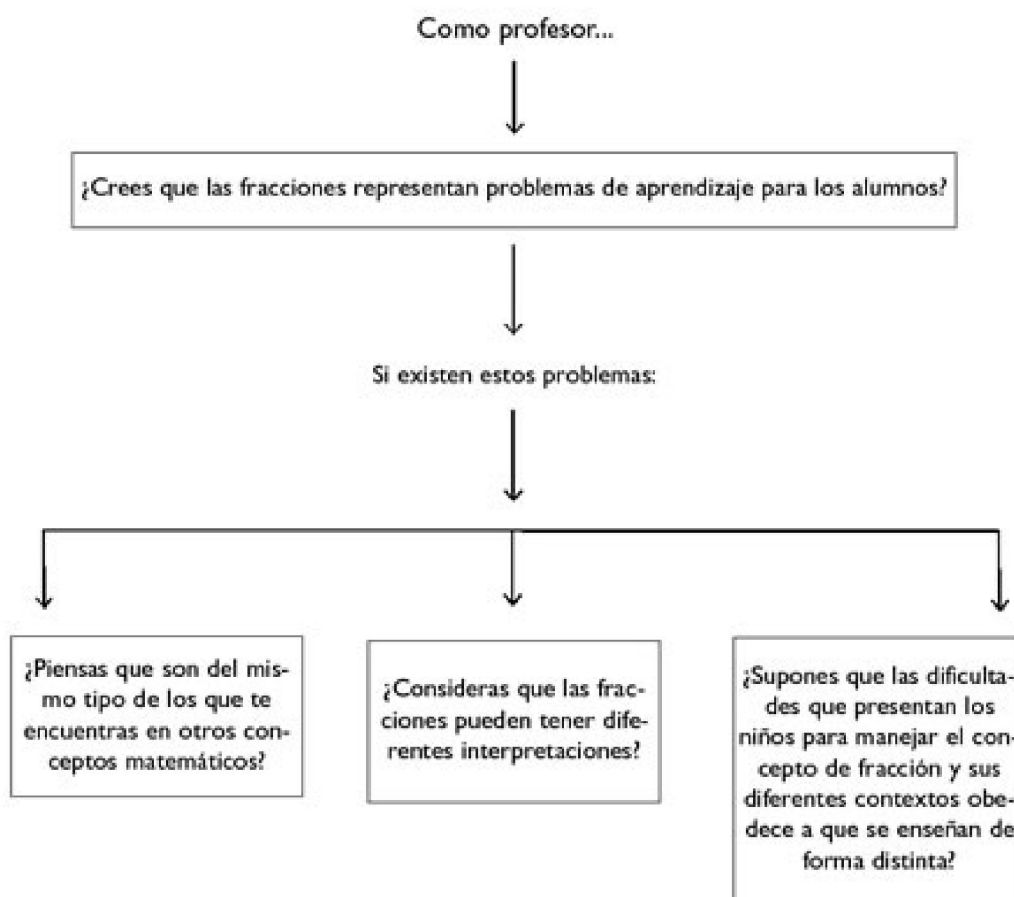 Como profesor...
¿Crees que las fracciones representan problemas de aprendizaje para los alumnos?
Si existen estos problemas:
¿Piensas que son del mis-
mo tipo de los que te
encuentras en otros con-
ceptos matemáticos?
¿Consideras que las frac-
ciones pueden tener dife-
rentes interpretaciones?
¿Supones que las dificulta-
des que presentan los
niños para manejar el con-
cepto de fracción y sus
diferentes contextos obe-
dece a que se enseñan de
forma distinta?